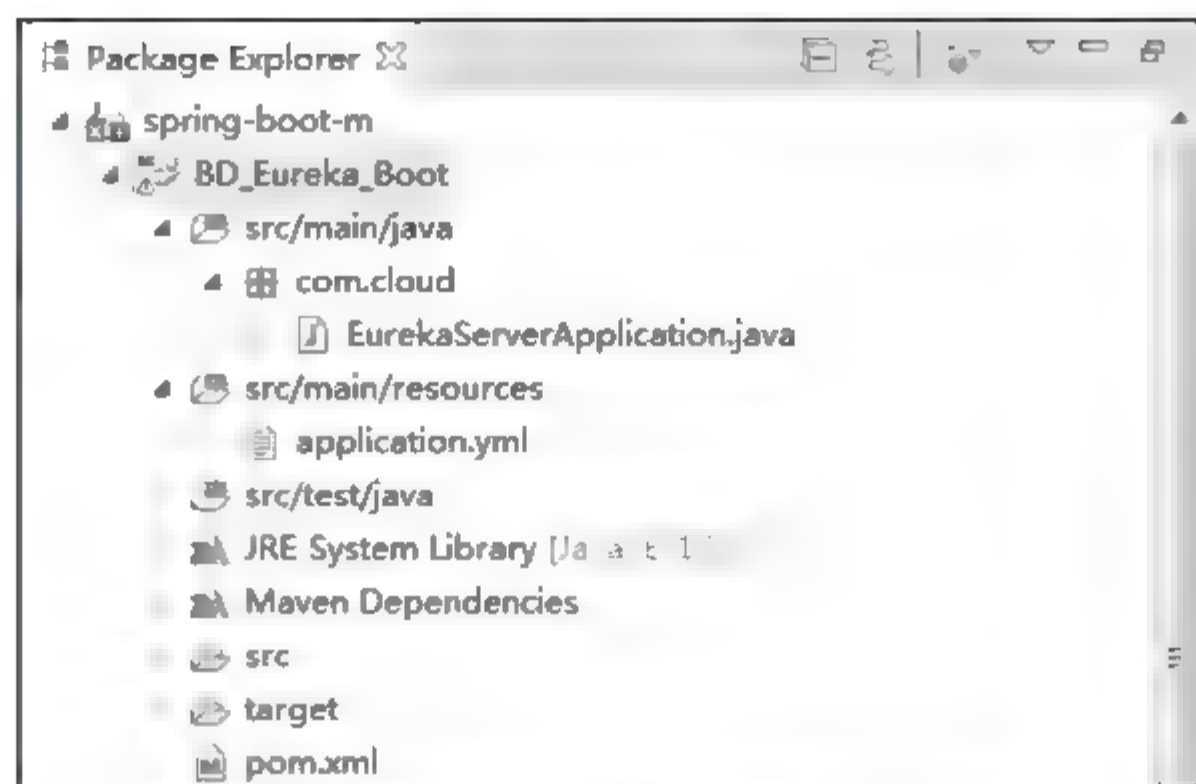 Package Explorer
spring-boot-m
BD_Eureka_Boot
src/main/java
com.cloud
EurekaServerApplication.java
src/main/resources
application.yml
src/test/java
JRE System Library
Maven Dependencies
src
target
pom.xml